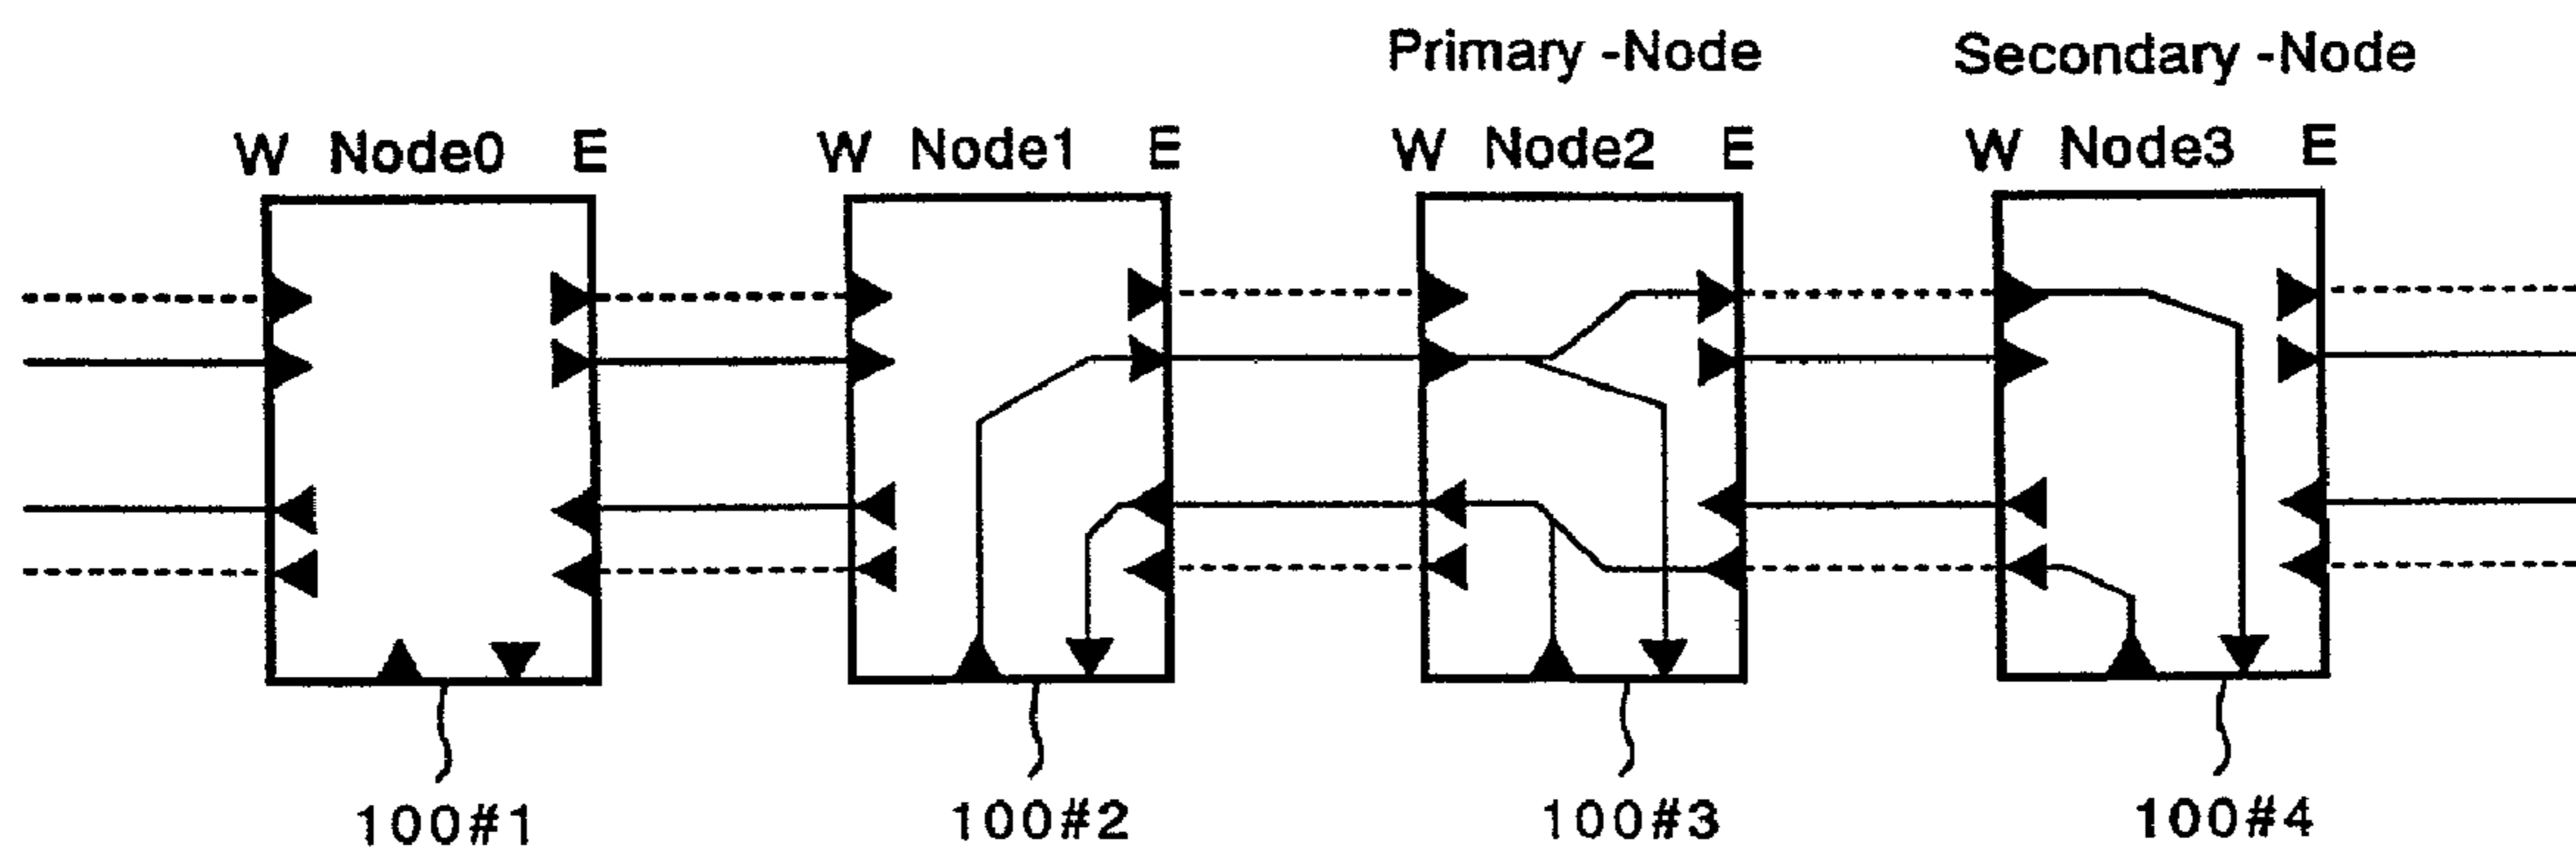 Primary -Node Secondary -Node
W Node0 E W Node1 E W Node2 E W Node3 E
100#1 100#2 100#3 100#4